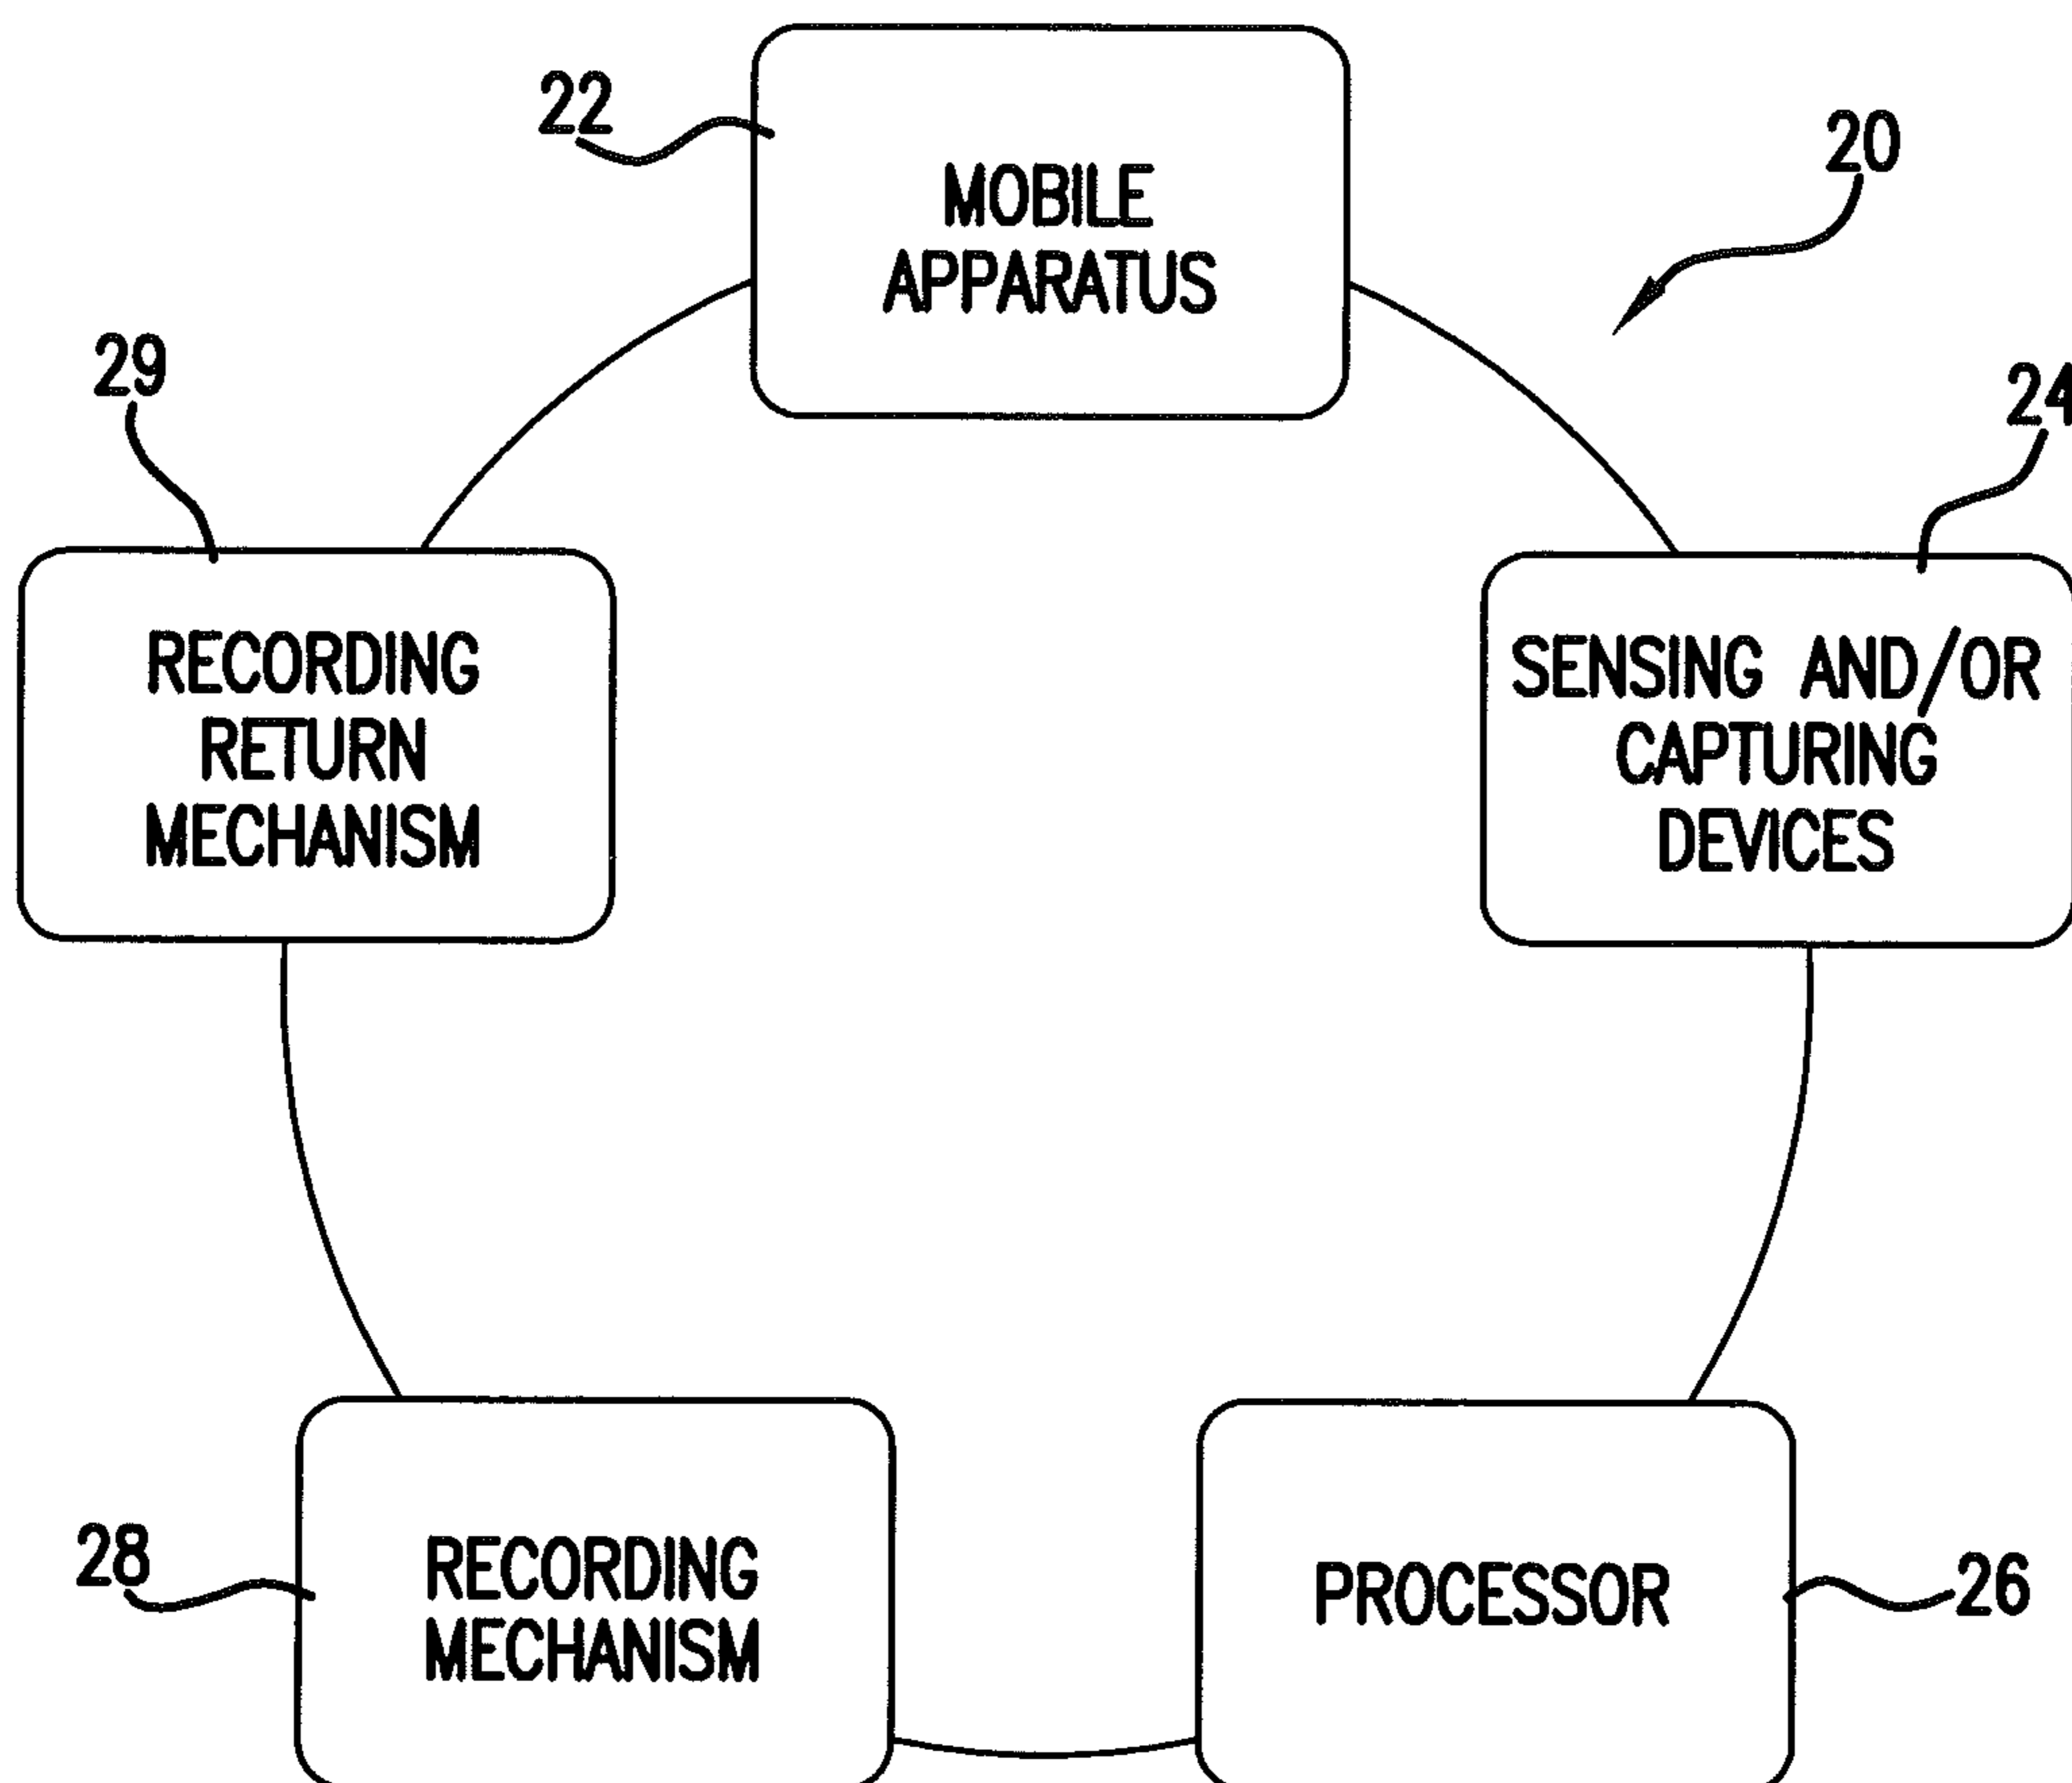 22
MOBILE
APPARATUS
20
29
24
RECORDING
RETURN
MECHANISM
SENSING AND/OR
CAPTURING
DEVICES
28
RECORDING
MECHANISM
PROCESSOR
26